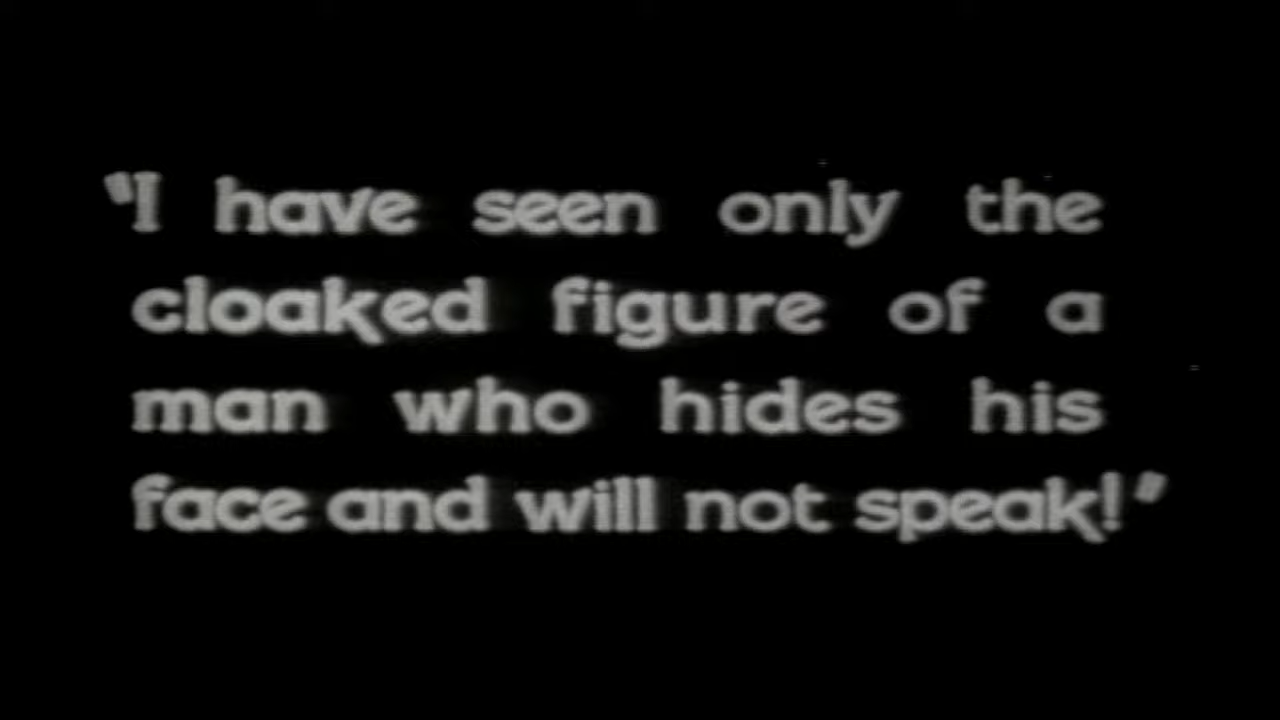 "I have seen only the
cloaked figure of a
man who hides his
face and will not speak!"